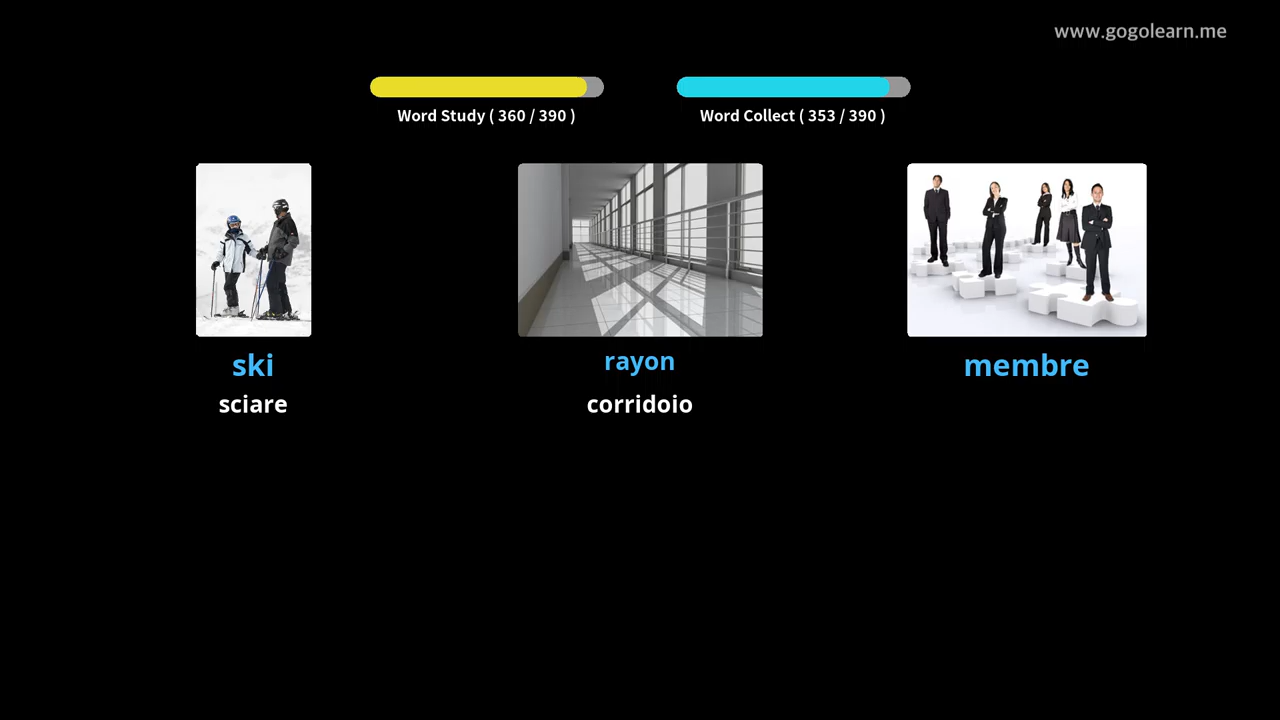 www.gogolearn.me
Word Study ( 360 / 390 )
Word Collect ( 353 / 390 )
ski
rayon
membre
sciare
corridoio